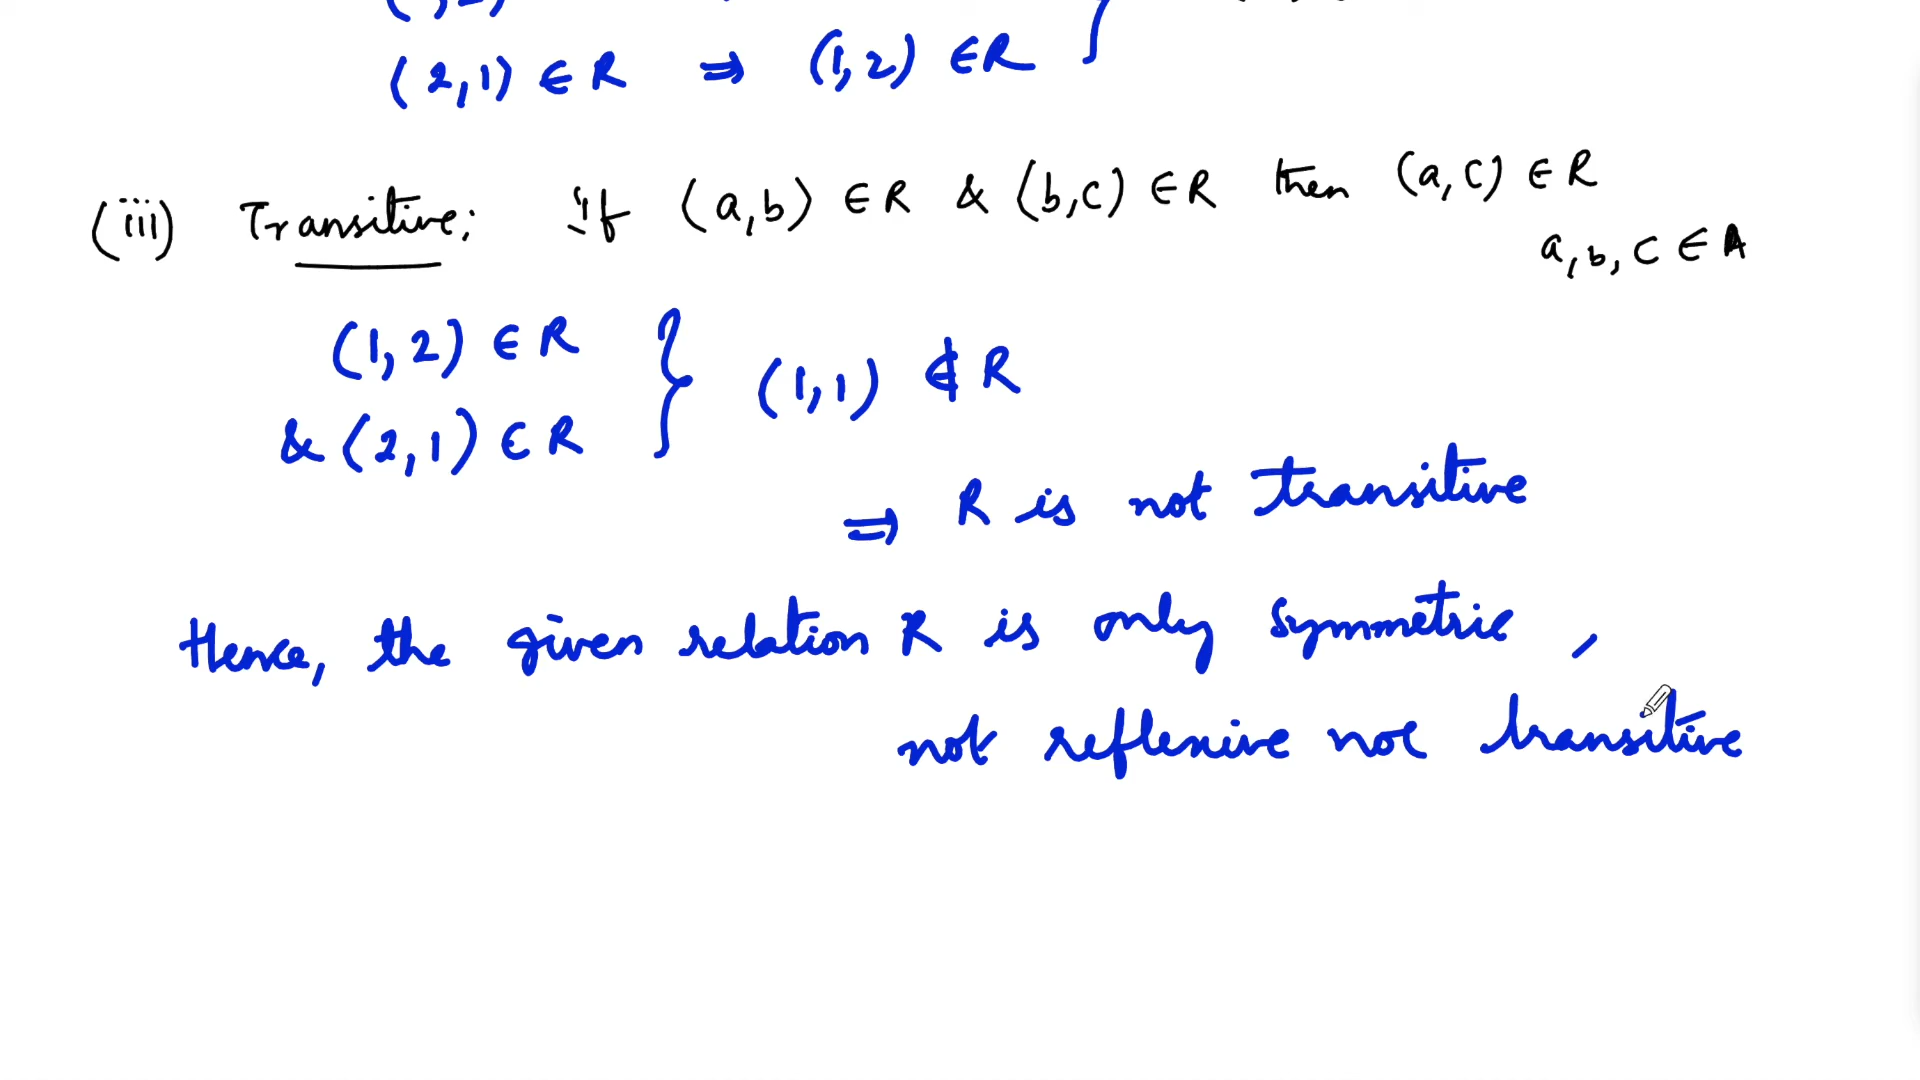 (2,1) ∈ R ⇒ (1,2) ∈ R }
(iii) Transitive: if (a,b) ∈ R & (b,c) ∈ R then (a,c) ∈ R
a, b, c ∈ A
(1,2) ∈ R
& (2,1) ∈ R } (1,1) ∉ R
⇒ R is not transitive
Hence, the given relation R is only symmetric,
not reflexive not transitive